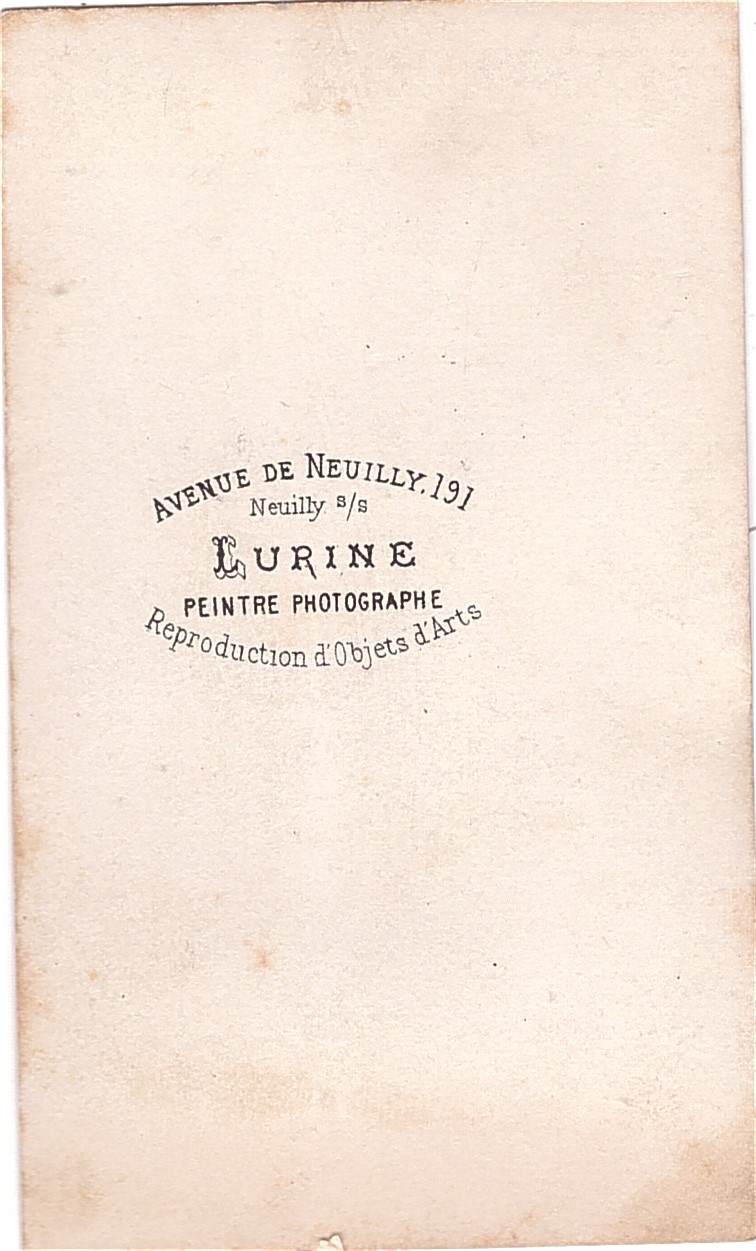 AVENUE DE NEUILLY, 191
Neuilly s/s
LURINE
PEINTRE PHOTOGRAPHE
Reproduction d'Objets d'Arts